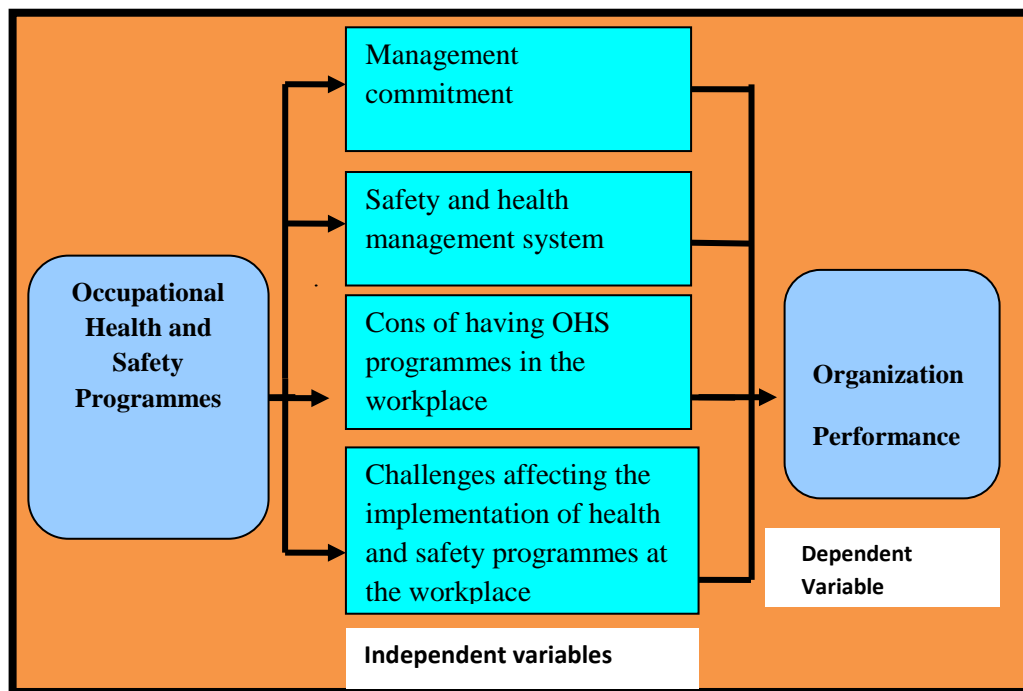 Management
commitment
Safety and health
management system
Occupational
Health and
Safety
Programmes
Cons of having OHS
programmes in the
workplace
Organization
Performance
Challenges affecting the
implementation of health
and safety programmes at
the workplace
Dependent
Variable
Independent variables